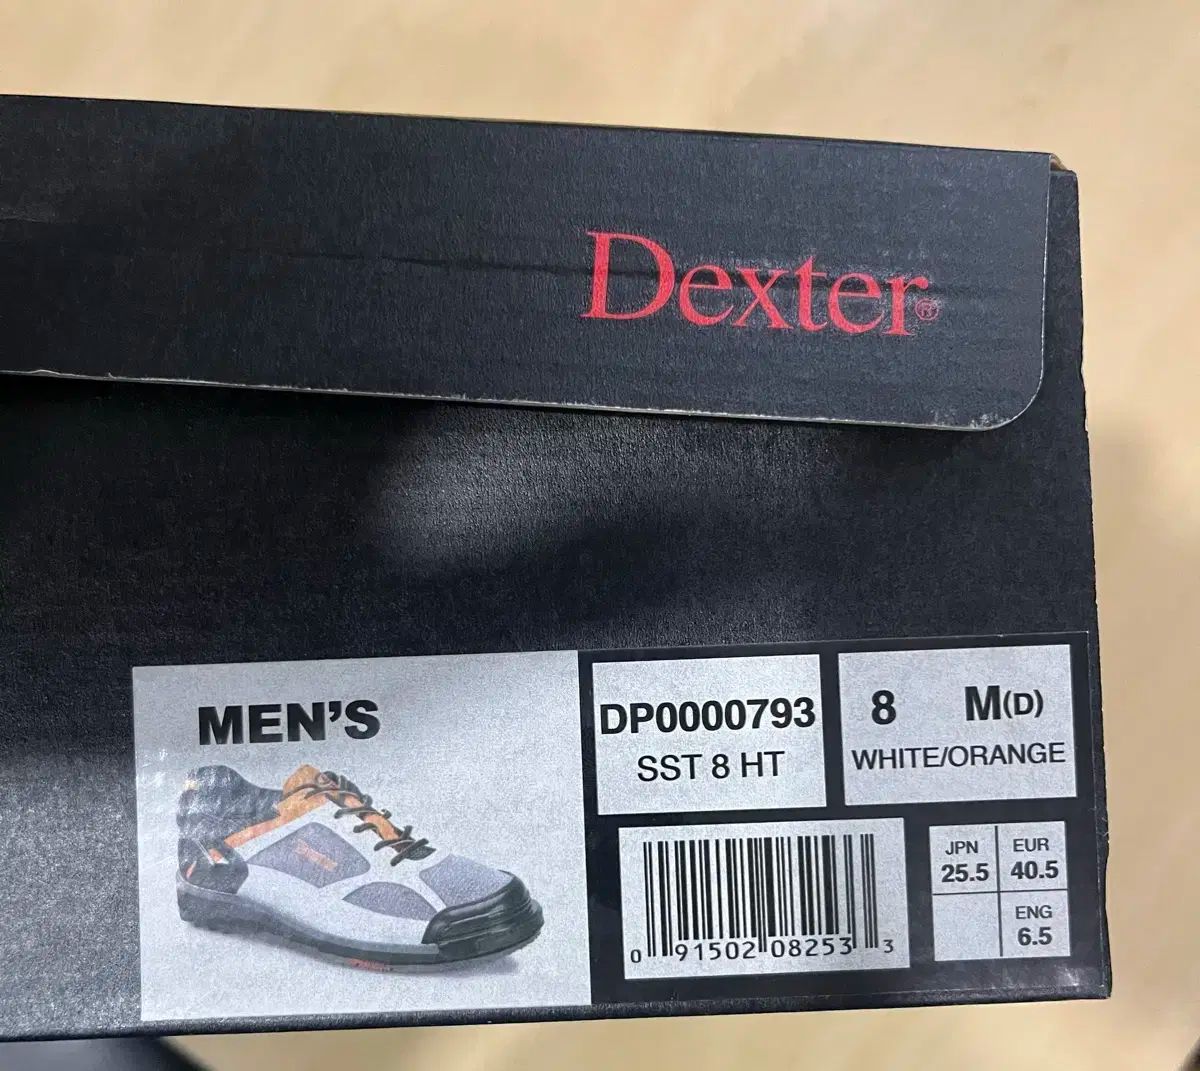 Dexter®
MEN'S
DP0000793
SST 8 HT
8 M(D)
WHITE/ORANGE
0 91502 08253 3
JPN
25.5
EUR
40.5
ENG
6.5